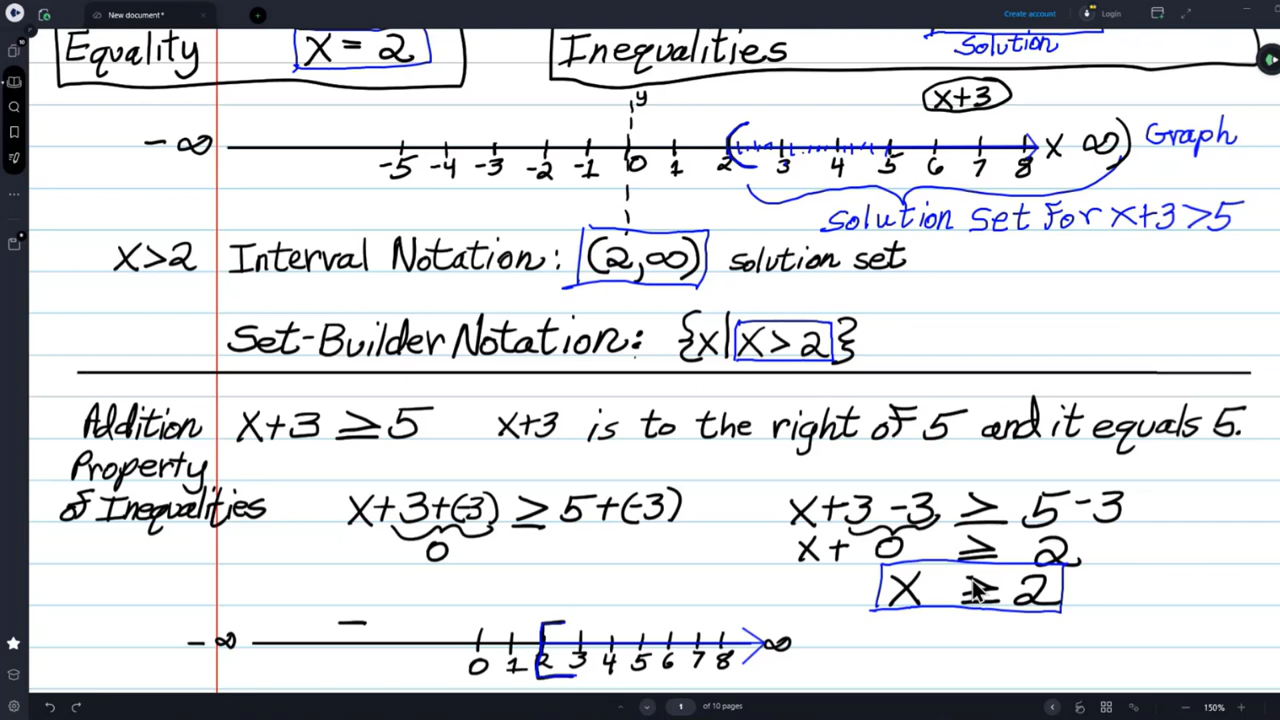 New document*
Create account
Login
Equality
X = 2
Inequalities
Solution
X+3
y
-∞ -5 -4 -3 -2 -1 0 1 2 3 4 5 6 7 8 X ∞) Graph
solution set for x+3>5
X>2 Interval Notation: (2,∞) solution set
Set-Builder Notation: {X|X>2}
Addition X+3 ≥5 x+3 is to the right of 5 and it equals 5.
Property
of Inequalities X+3+(-3) ≥ 5+(-3) X+3-3 ≥ 5-3
0 X+ 0 ≥ 2
X ≥ 2
-∞ 0 1 2 3 4 5 6 7 8 ∞
1 of 10 pages
150%